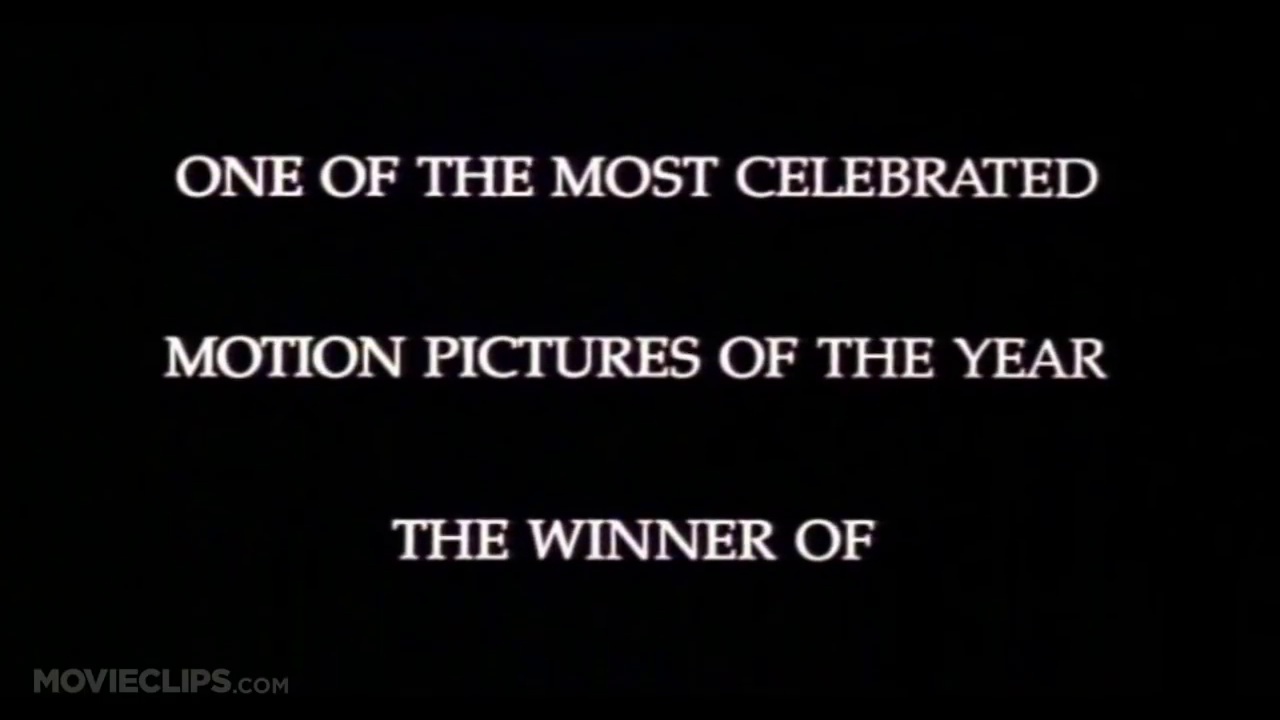 ONE OF THE MOST CELEBRATED
MOTION PICTURES OF THE YEAR
THE WINNER OF
MOVIECLIPS.COM